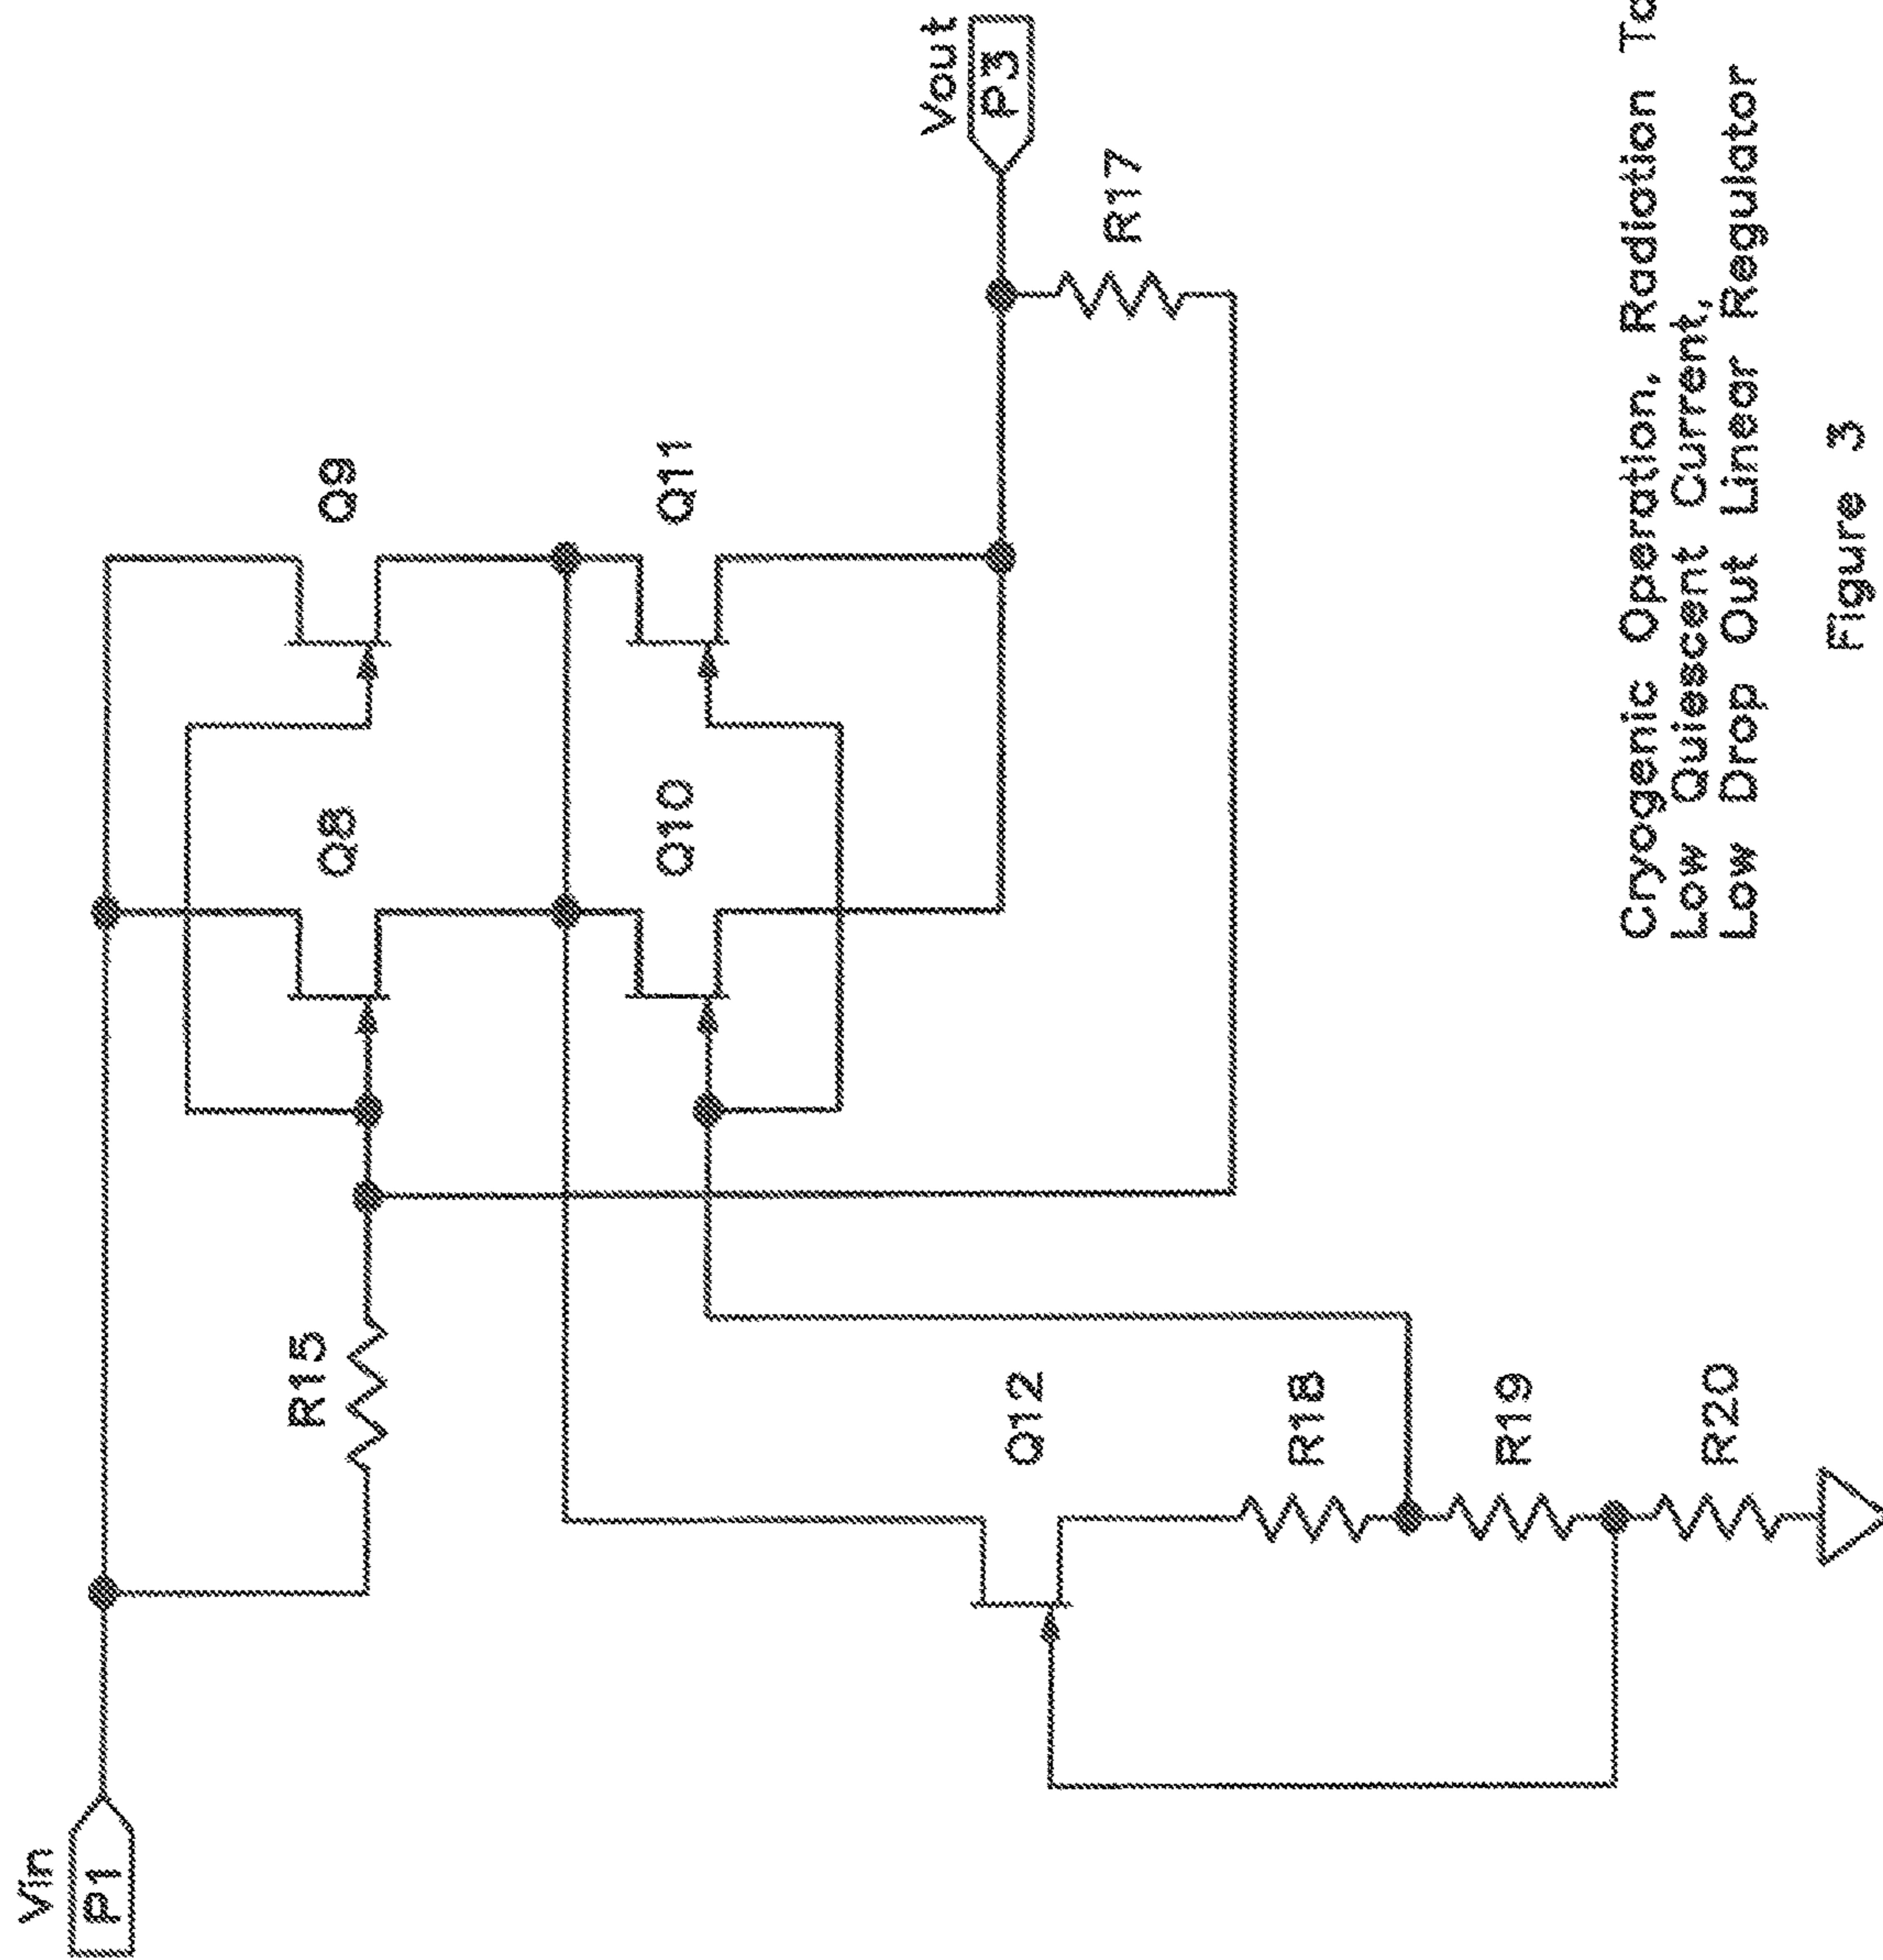 Vin
P1
R15
Q8
Q9
Q10
Q11
Vout
P3
R17
Q12
R18
R19
R20
Cryogenic Operation, Radiation
Low Quiescent Current,
Low Drop Out Linear Regulator
Figure 3